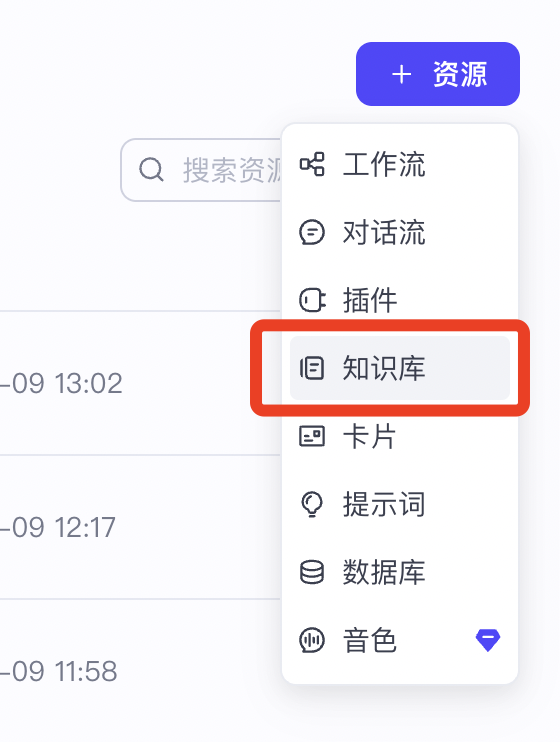 + 资源
搜索资源
工作流
对话流
插件
知识库
-09 13:02
卡片
提示词
-09 12:17
数据库
音色
-09 11:58